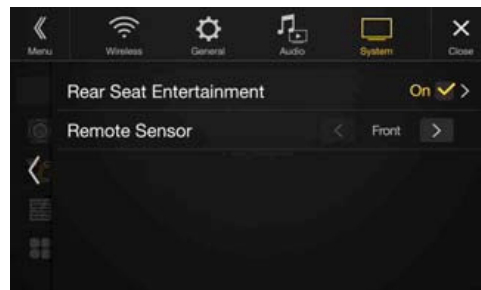 Menu
Wireless
General
Audio
System
Close
Rear Seat Entertainment
On
Remote Sensor
Front